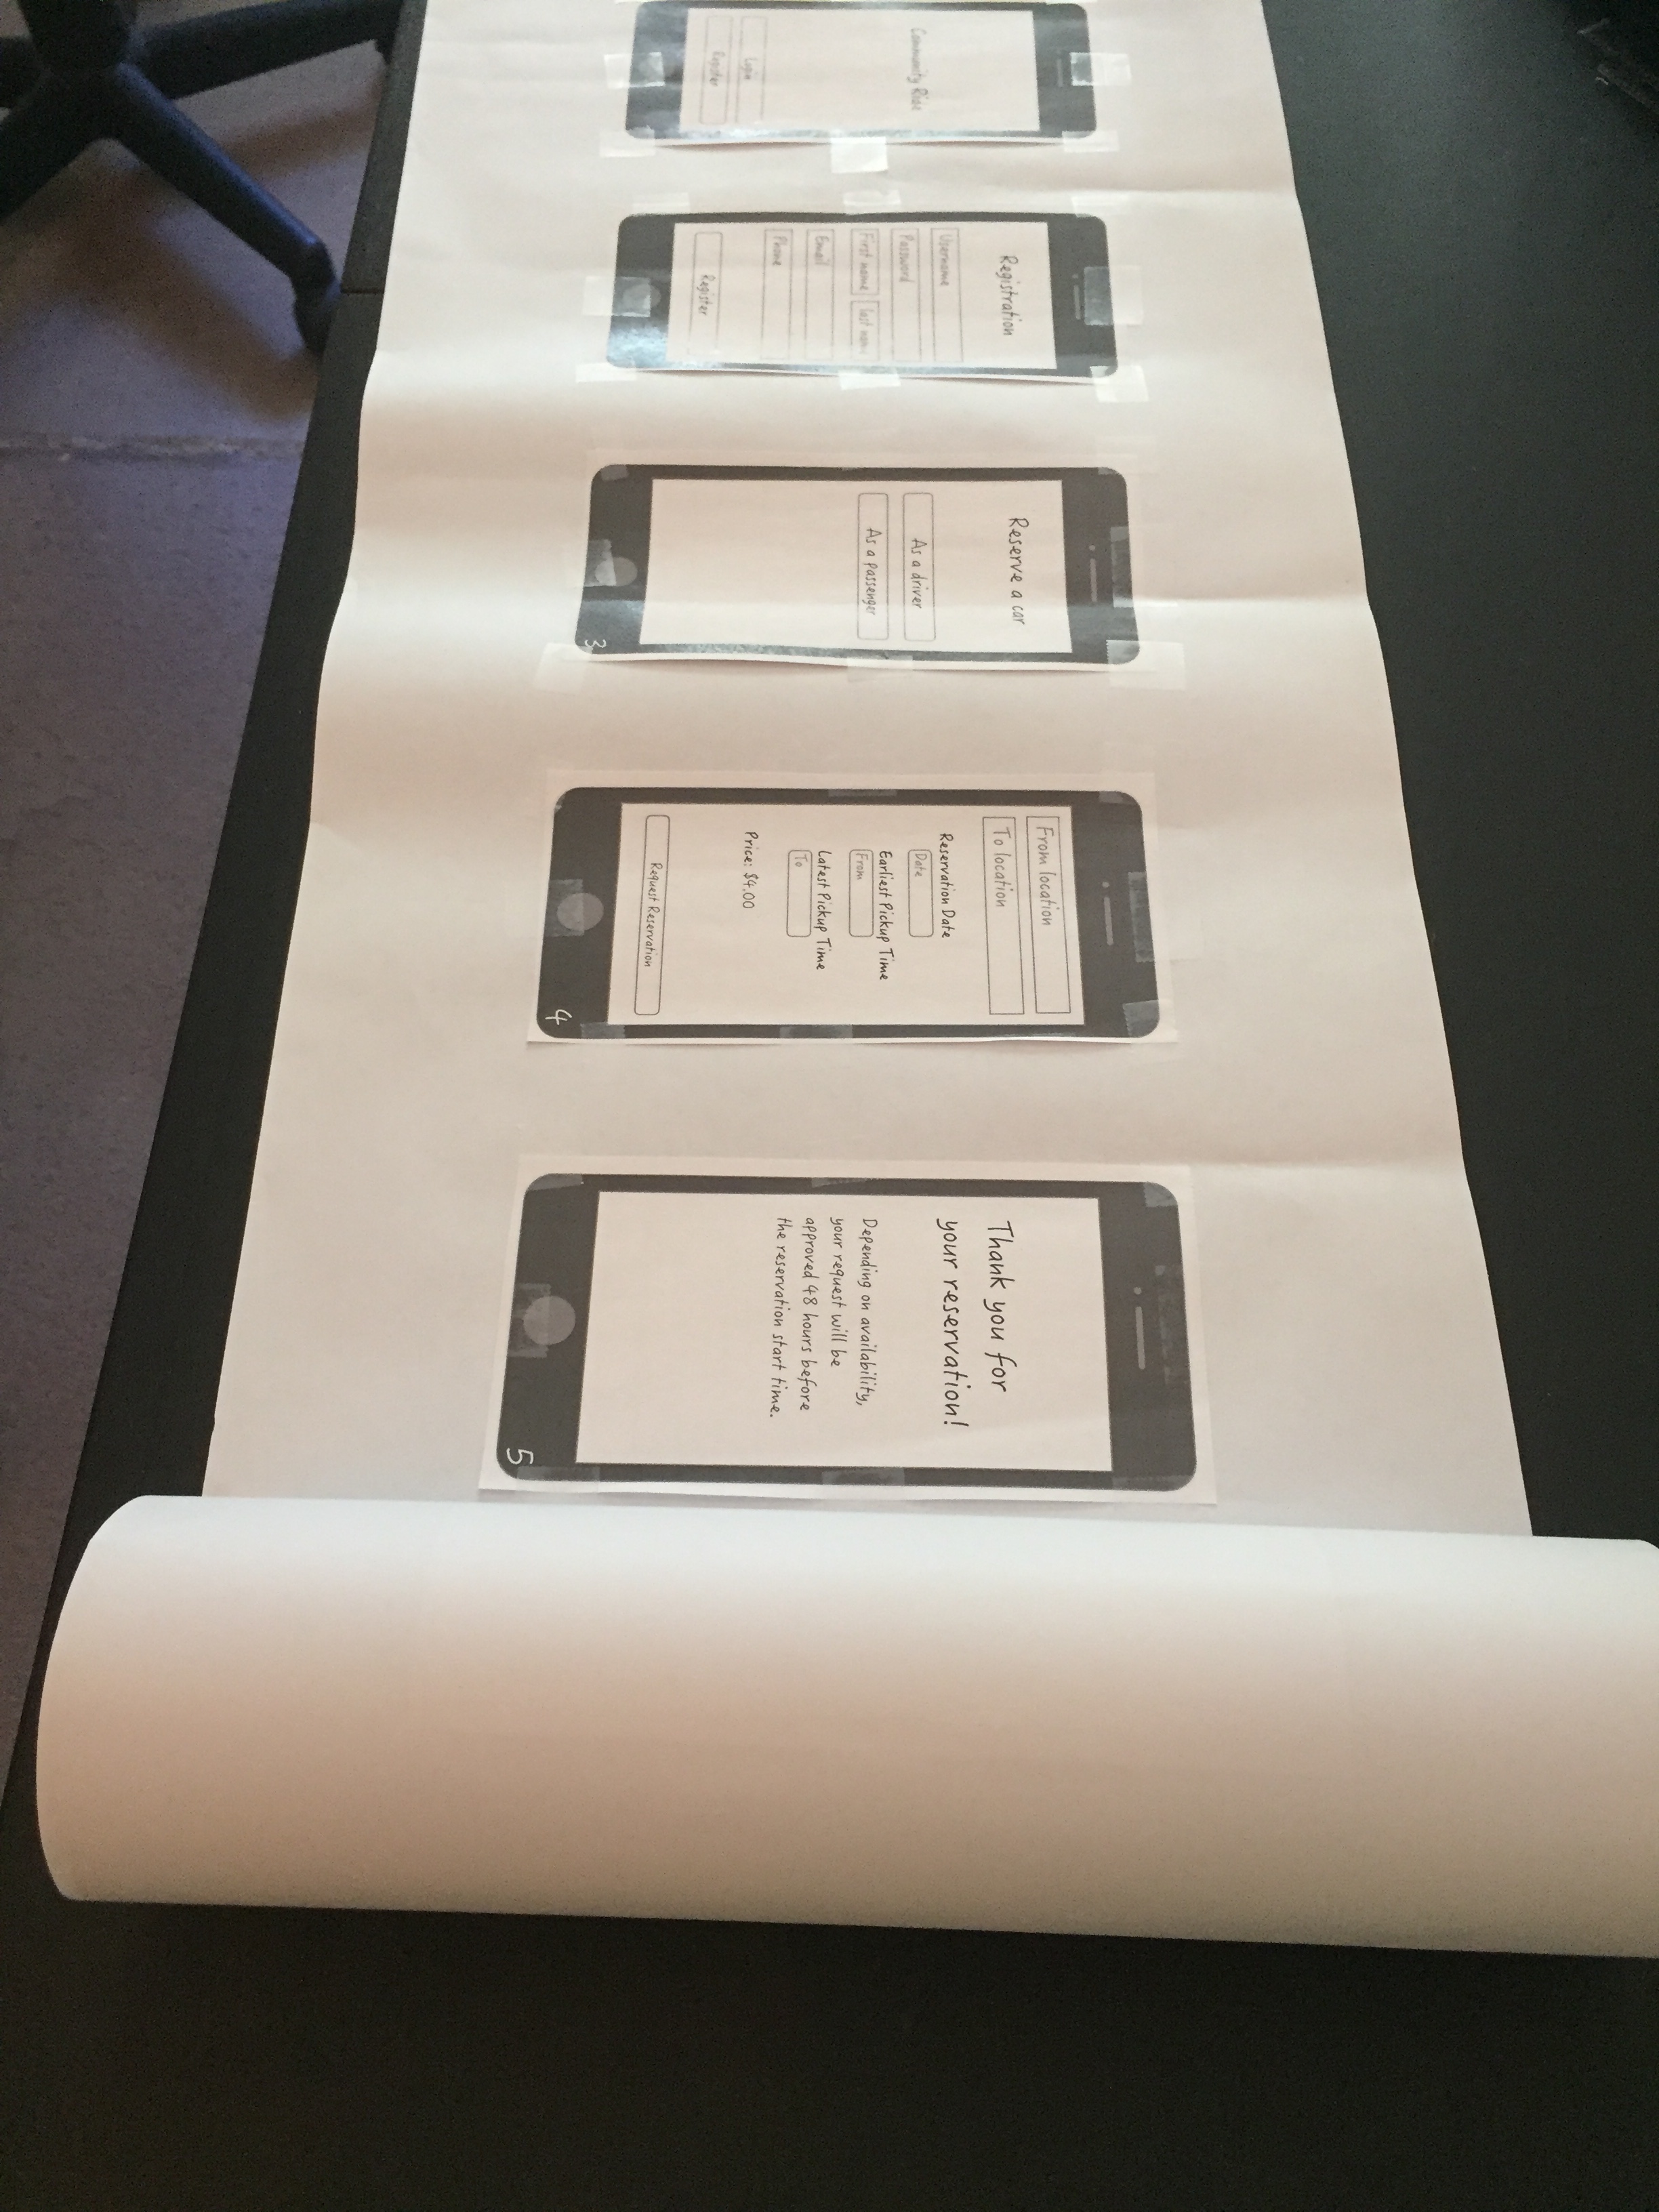 Community Ride
Login
Register
Registration
Username
Password
First name last name
Email
Phone
Register
Reserve a car
As a driver
As a passenger
3
From location
To location
Reservation Date
Date
Earliest Pickup Time
From
Latest Pickup Time
To
Price: $4.00
Request Reservation
4
Thank you for
your reservation!
Depending on availability,
your request will be
approved 48 hours before
the reservation start time.
5